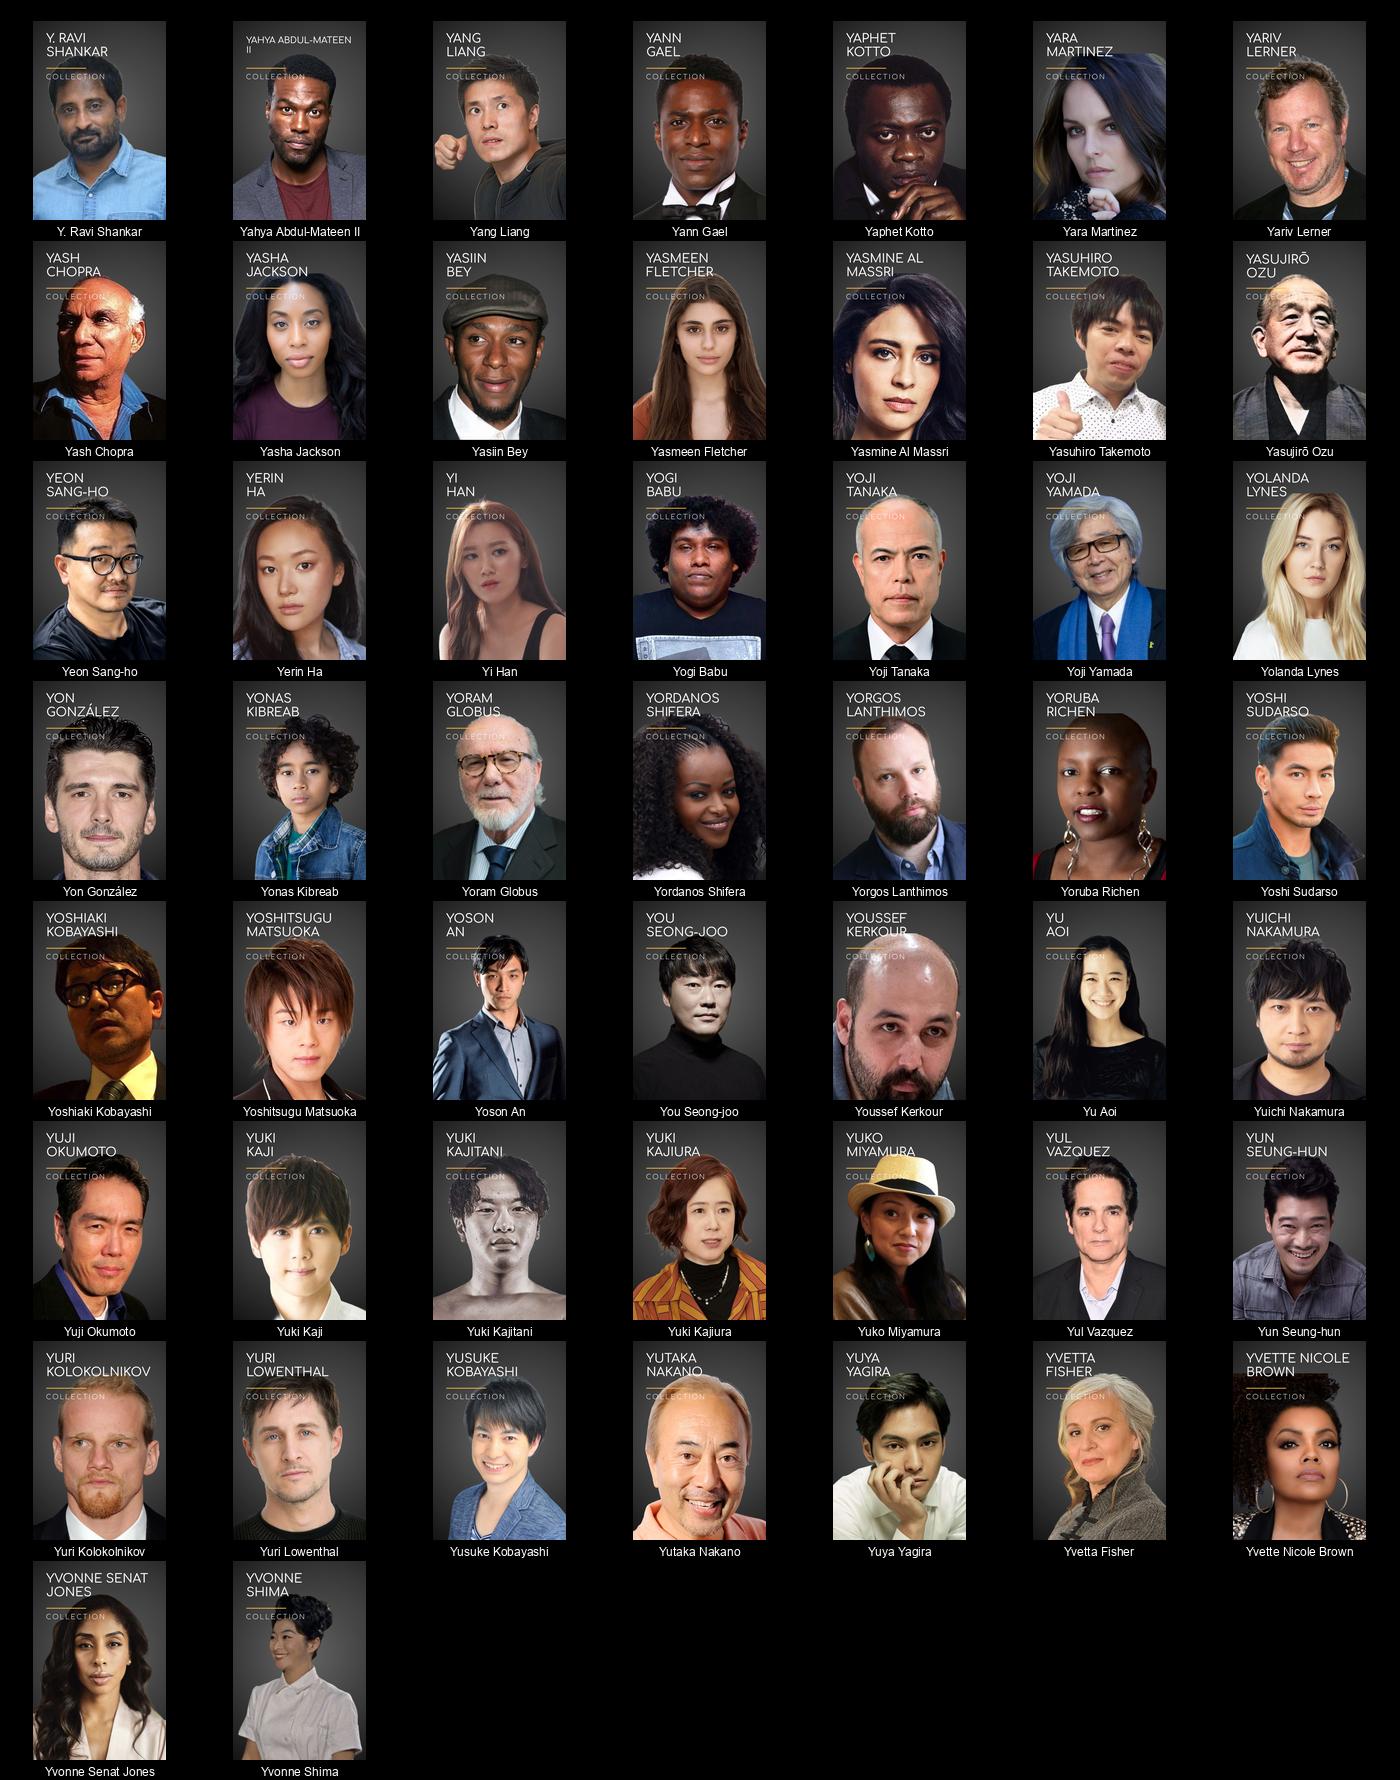 Y. RAVI
SHANKAR
COLLECTION
Y. Ravi Shankar
YAHYA ABDUL-MATEEN
II
COLLECTION
Yahya Abdul-Mateen II
YANG
LIANG
COLLECTION
Yang Liang
YANN
GAEL
COLLECTION
Yann Gael
YAPHET
KOTTO
COLLECTION
Yaphet Kotto
YARA
MARTINEZ
COLLECTION
Yara Martinez
YARIV
LERNER
COLLECTION
Yariv Lerner
YASH
CHOPRA
COLLECTION
Yash Chopra
YASHA
JACKSON
COLLECTION
Yasha Jackson
YASIIN
BEY
COLLECTION
Yasiin Bey
YASMEEN
FLETCHER
COLLECTION
Yasmeen Fletcher
YASMINE AL
MASSRI
COLLECTION
Yasmine Al Massri
YASUHIRO
TAKEMOTO
COLLECTION
Yasuhiro Takemoto
YASUJIRŌ
OZU
COLLECTION
Yasujirō Ozu
YEON
SANG-HO
COLLECTION
Yeon Sang-ho
YERIN
HA
COLLECTION
Yerin Ha
YI
HAN
COLLECTION
Yi Han
YOGI
BABU
COLLECTION
Yogi Babu
YOJI
TANAKA
COLLECTION
Yoji Tanaka
YOJI
YAMADA
COLLECTION
Yoji Yamada
YOLANDA
LYNES
COLLECTION
Yolanda Lynes
YON
GONZÁLEZ
COLLECTION
Yon González
YONAS
KIBREAB
COLLECTION
Yonas Kibreab
YORAM
GLOBUS
COLLECTION
Yoram Globus
YORDANOS
SHIFERA
COLLECTION
Yordanos Shifera
YORGOS
LANTHIMOS
COLLECTION
Yorgos Lanthimos
YORUBA
RICHEN
COLLECTION
Yoruba Richen
YOSHI
SUDARSO
COLLECTION
Yoshi Sudarso
YOSHIAKI
KOBAYASHI
COLLECTION
Yoshiaki Kobayashi
YOSHITSUGU
MATSUOKA
COLLECTION
Yoshitsugu Matsuoka
YOSON
AN
COLLECTION
Yoson An
YOU
SEONG-JOO
COLLECTION
You Seong-joo
YOUSSEF
KERKOUR
COLLECTION
Youssef Kerkour
YU
AOI
COLLECTION
Yu Aoi
YUICHI
NAKAMURA
COLLECTION
Yuichi Nakamura
YUJI
OKUMOTO
COLLECTION
Yuji Okumoto
YUKI
KAJI
COLLECTION
Yuki Kaji
YUKI
KAJITANI
COLLECTION
Yuki Kajitani
YUKI
KAJIURA
COLLECTION
Yuki Kajiura
YUKO
MIYAMURA
COLLECTION
Yuko Miyamura
YUL
VAZQUEZ
COLLECTION
Yul Vazquez
YUN
SEUNG-HUN
COLLECTION
Yun Seung-hun
YURI
KOLOKOLNIKOV
COLLECTION
Yuri Kolokolnikov
YURI
LOWENTHAL
COLLECTION
Yuri Lowenthal
YUSUKE
KOBAYASHI
COLLECTION
Yusuke Kobayashi
YUTAKA
NAKANO
COLLECTION
Yutaka Nakano
YUYA
YAGIRA
COLLECTION
Yuya Yagira
YVETTA
FISHER
COLLECTION
Yvetta Fisher
YVETTE NICOLE
BROWN
COLLECTION
Yvette Nicole Brown
YVONNE SENAT
JONES
COLLECTION
Yvonne Senat Jones
YVONNE
SHIMA
COLLECTION
Yvonne Shima